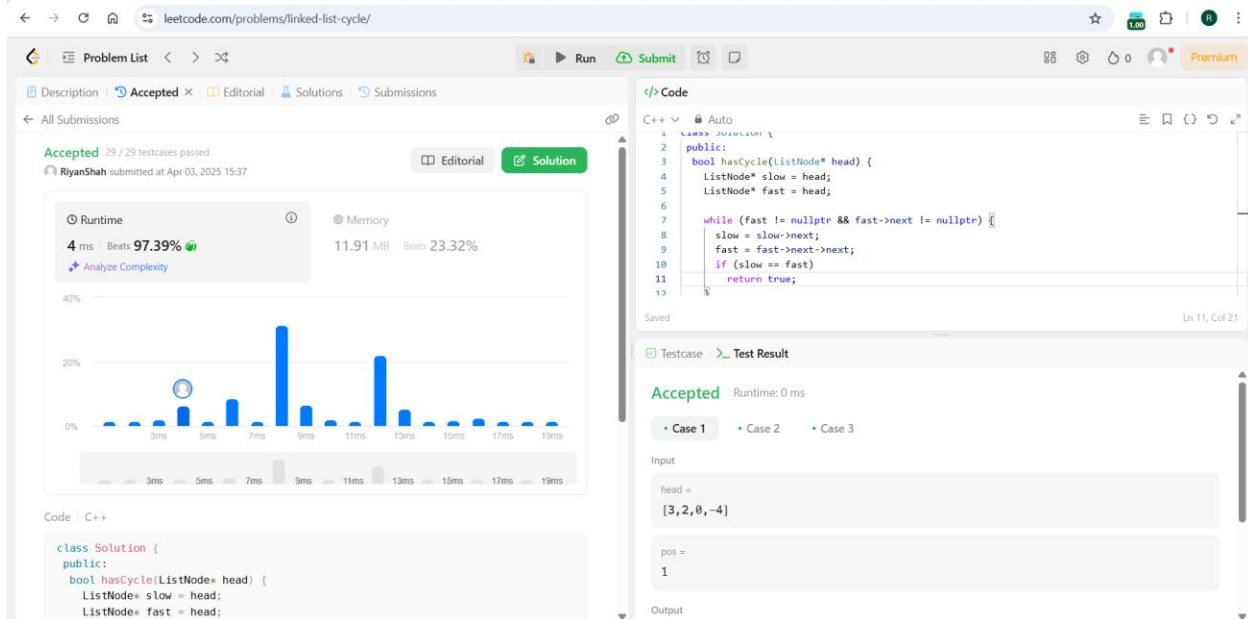 leetcode.com/problems/linked-list-cycle/
1.00
R
Problem List
Run
Submit
0
Premium
Description
Accepted
Editorial
Solutions
Submissions
All Submissions
Accepted 29 / 29 testcases passed
RiyanShah submitted at Apr 03, 2025 15:37
Editorial
Solution
Runtime
4 ms Beats 97.39%
Analyze Complexity
Memory
11.91 MB Beats 23.32%
40%
20%
0%
3ms 5ms 7ms 9ms 11ms 13ms 15ms 17ms 19ms
3ms 5ms 7ms 9ms 11ms 13ms 15ms 17ms 19ms
Code C++
class Solution {
public:
bool hasCycle(ListNode* head) {
ListNode* slow = head;
ListNode* fast = head;
</> Code
C++ Auto
1 class Solution {
2 public:
3 bool hasCycle(ListNode* head) {
4 ListNode* slow = head;
5 ListNode* fast = head;
6
7 while (fast != nullptr && fast->next != nullptr) {
8 slow = slow->next;
9 fast = fast->next->next;
10 if (slow == fast)
11 return true;
12 }
Saved
Ln 11, Col 21
Testcase
Test Result
Accepted Runtime: 0 ms
• Case 1 • Case 2 • Case 3
Input
head =
[3,2,0,-4]
pos =
1
Output